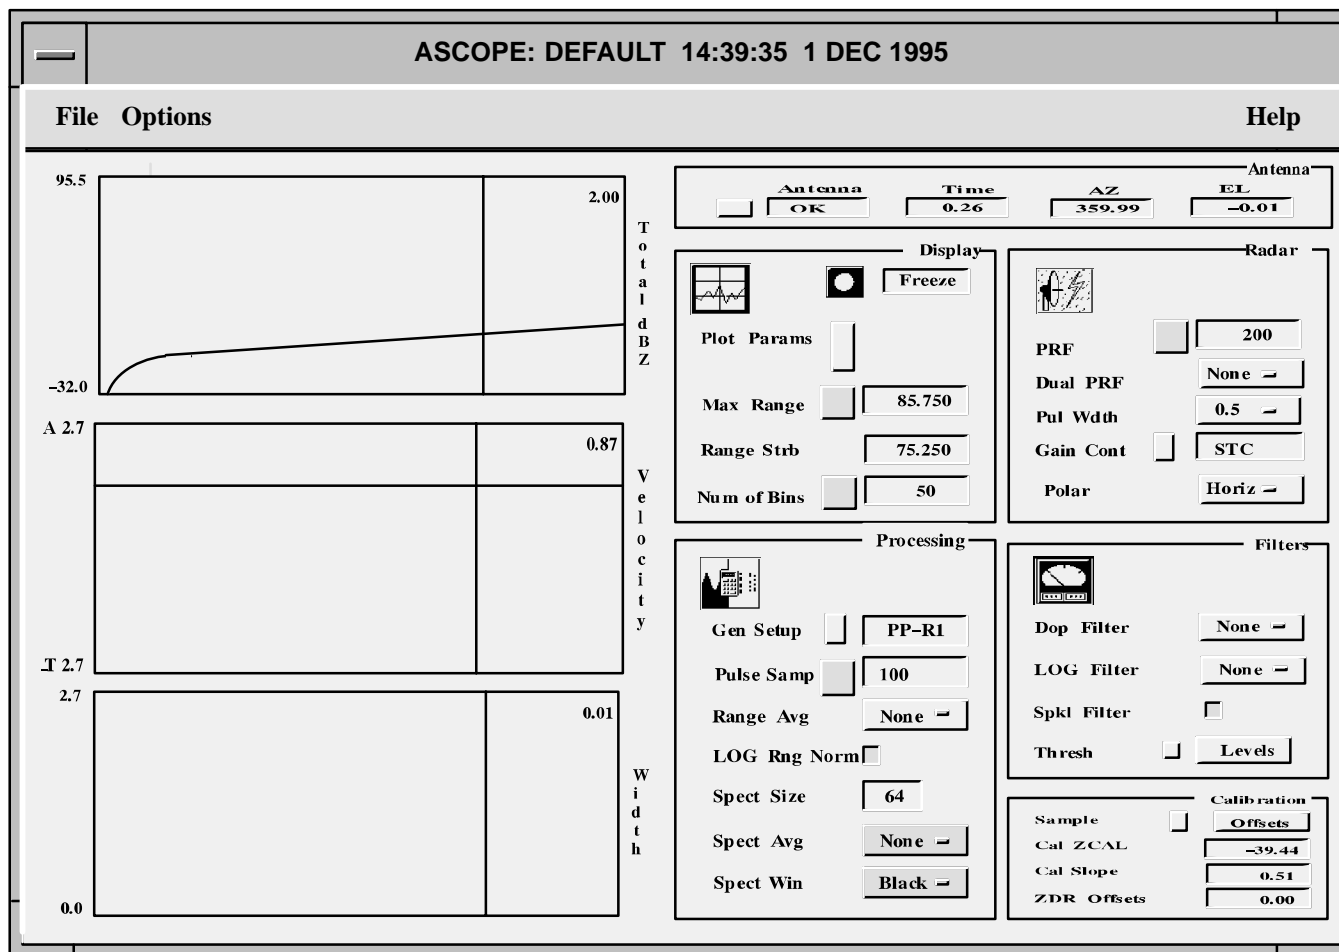 ASCOPE: DEFAULT 14:39:35 1 DEC 1995
File Options Help
95.5
2.00
Total dBZ
–32.0
A 2.7
0.87
Velocity
T 2.7
2.7
0.01
Width
0.0
Antenna
Antenna Time AZ EL
OK 0.26 359.99 –0.01
Display
Freeze
Plot Params
Max Range 85.750
Range Strb 75.250
Num of Bins 50
Radar
PRF 200
Dual PRF None
Pul Wdth 0.5
Gain Cont STC
Polar Horiz
Processing
Gen Setup PP–R1
Pulse Samp 100
Range Avg None
LOG Rng Norm
Spect Size 64
Spect Avg None
Spect Win Black
Filters
Dop Filter None
LOG Filter None
Spkl Filter
Thresh Levels
Calibration
Sample Offsets
Cal ZCAL –39.44
Cal Slope 0.51
ZDR Offsets 0.00